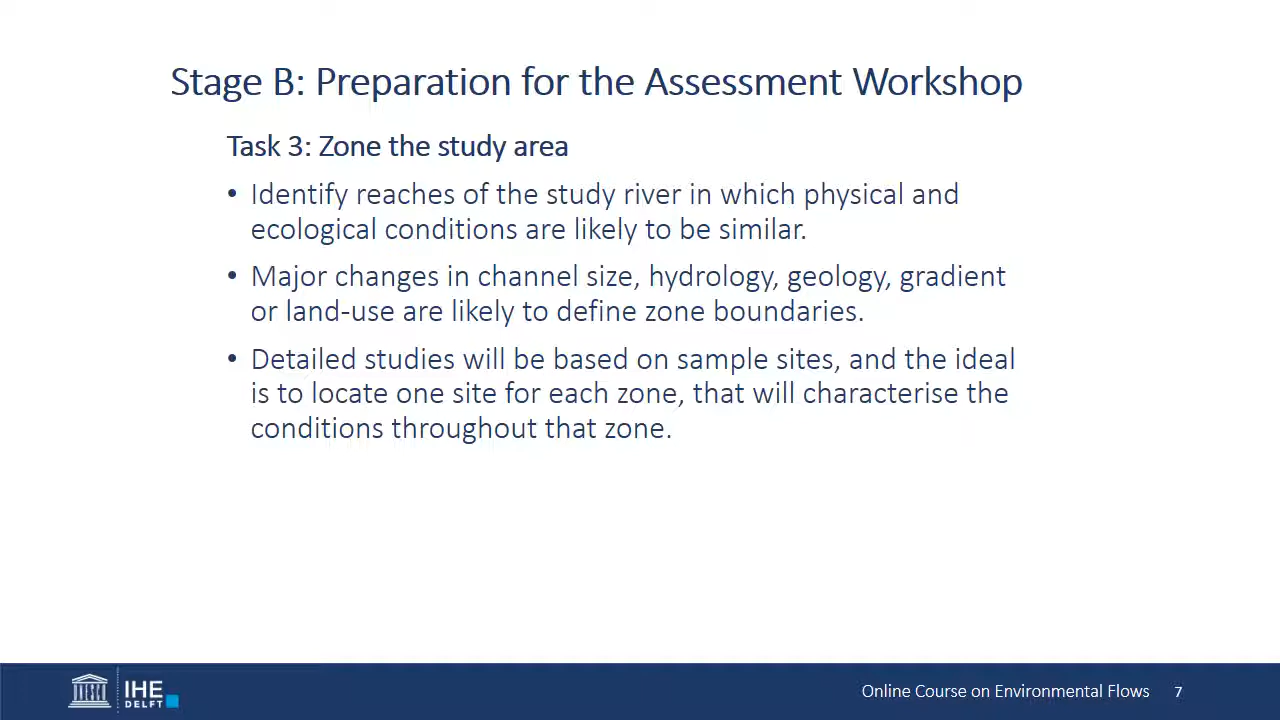 Stage B: Preparation for the Assessment Workshop
Task 3: Zone the study area
• Identify reaches of the study river in which physical and
ecological conditions are likely to be similar.
• Major changes in channel size, hydrology, geology, gradient
or land-use are likely to define zone boundaries.
• Detailed studies will be based on sample sites, and the ideal
is to locate one site for each zone, that will characterise the
conditions throughout that zone.
UNESCO
IHE
DELFT
Online Course on Environmental Flows 7